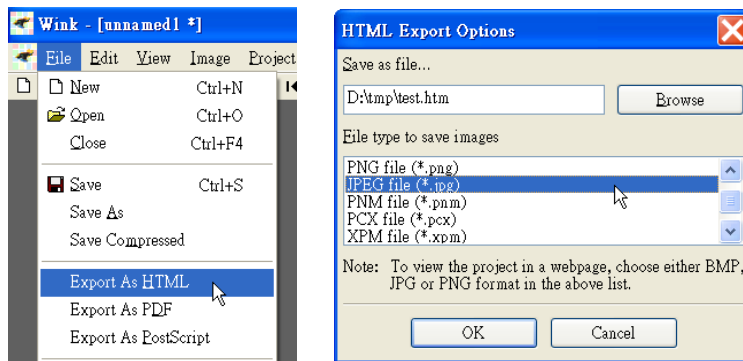 Wink - [unnamed1 *]
File Edit View Image Project
New Ctrl+N
Open Ctrl+O
Close Ctrl+F4
Save Ctrl+S
Save As
Save Compressed
Export As HTML
Export As PDF
Export As PostScript
HTML Export Options
Save as file...
D:\tmp\test.htm Browse
File type to save images
PNG file (*.png)
JPEG file (*.jpg)
PNM file (*.pnm)
PCX file (*.pcx)
XPM file (*.xpm)
Note: To view the project in a webpage, choose either BMP,
JPG or PNG format in the above list.
OK Cancel